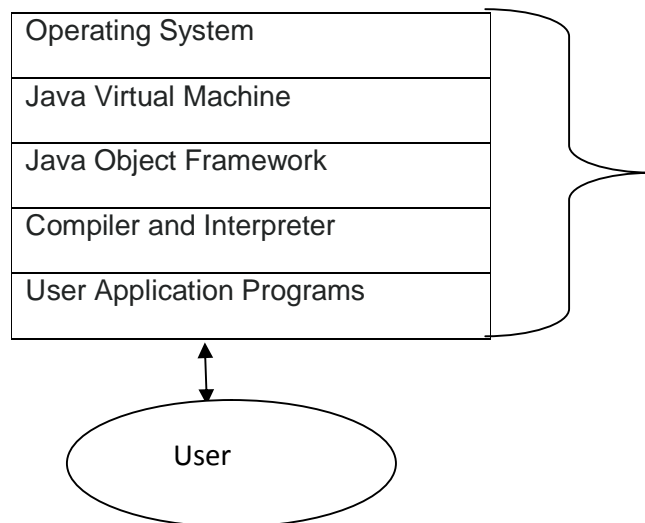 Operating System
Java Virtual Machine
Java Object Framework
Compiler and Interpreter
User Application Programs
User